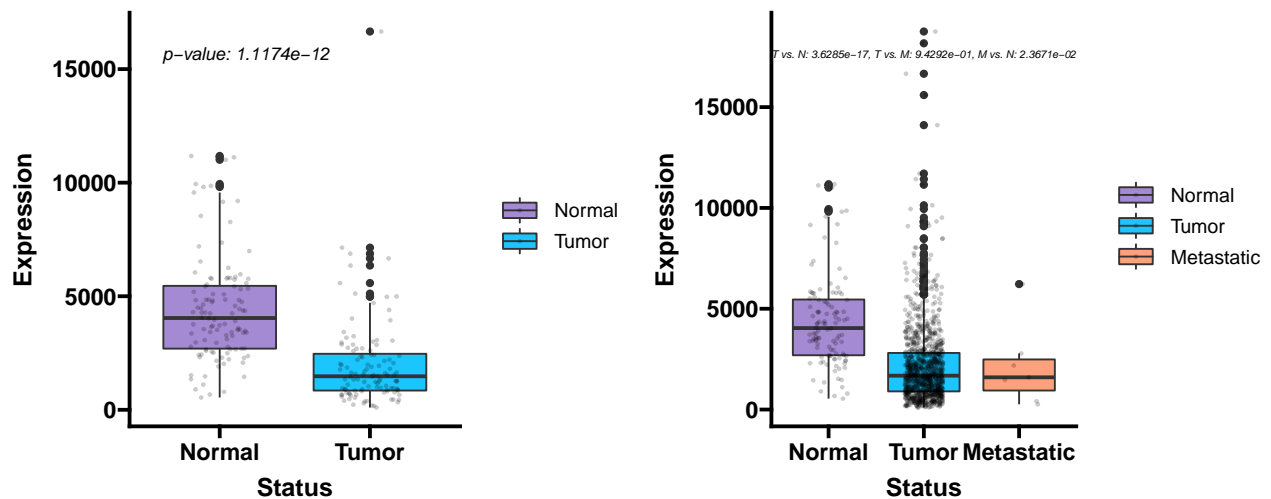 p−value: 1.1174e−12
15000
10000
5000
0
Expression
Normal
Tumor
Status
Normal
Tumor
T vs. N: 3.6285e−17, T vs. M: 9.4292e−01, M vs. N: 2.3671e−02
15000
10000
5000
0
Expression
Normal
Tumor
Metastatic
Status
Normal
Tumor
Metastatic